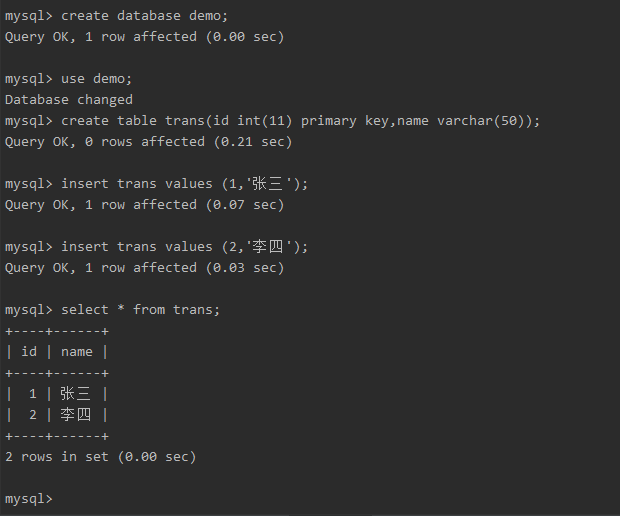 mysql> create database demo;
Query OK, 1 row affected (0.00 sec)
mysql> use demo;
Database changed
mysql> create table trans(id int(11) primary key,name varchar(50));
Query OK, 0 rows affected (0.21 sec)
mysql> insert trans values (1,'张三');
Query OK, 1 row affected (0.07 sec)
mysql> insert trans values (2,'李四');
Query OK, 1 row affected (0.03 sec)
mysql> select * from trans;
+----+------+
| id | name |
+----+------+
|  1 | 张三 |
|  2 | 李四 |
+----+------+
2 rows in set (0.00 sec)
mysql>